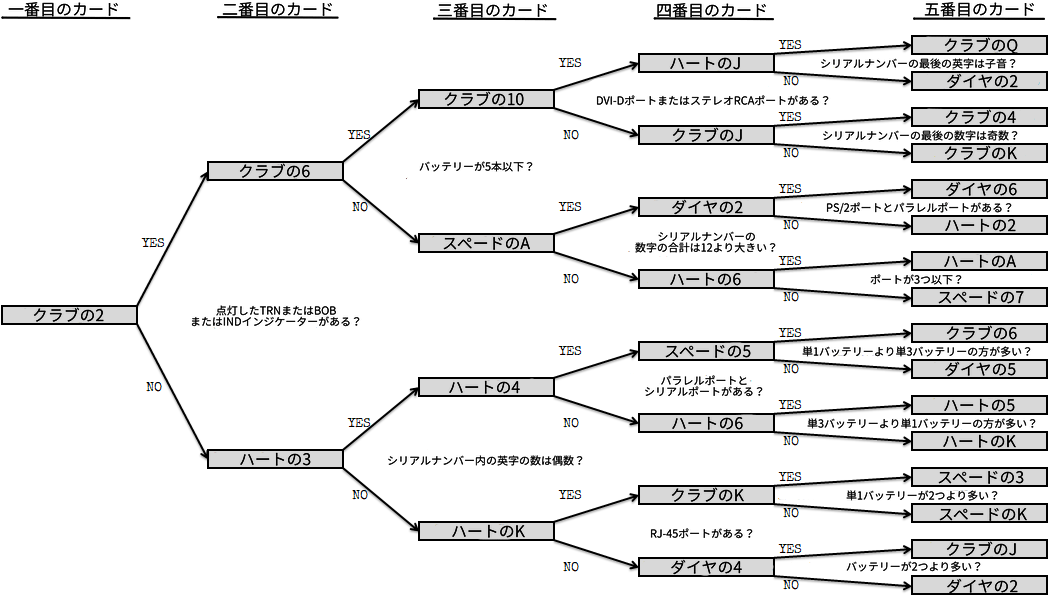 一番目のカード
二番目のカード
三番目のカード
四番目のカード
五番目のカード
クラブの2
YES
NO
点灯したTRNまたはBOB
またはINDインジケーターがある？
クラブの6
YES
NO
ハートの3
YES
NO
バッテリーが5本以下？
シリアルナンバー内の英字の数は偶数？
クラブの10
YES
NO
スペードのA
YES
NO
ハートの4
YES
NO
ハートのK
YES
NO
DVI-DポートまたはステレオRCAポートがある？
シリアルナンバーの
数字の合計は12より大きい？
パラレルポートと
シリアルポートがある？
RJ-45ポートがある？
ハートのJ
YES
NO
クラブのJ
YES
NO
ダイヤの2
YES
NO
ハートの6
YES
NO
スペードの5
YES
NO
ハートの6
YES
NO
クラブのK
YES
NO
ダイヤの4
YES
NO
クラブのQ
シリアルナンバーの最後の英字は子音？
ダイヤの2
クラブの4
シリアルナンバーの最後の数字は奇数？
クラブのK
ダイヤの6
PS/2ポートとパラレルポートがある？
ハートの2
ハートのA
ポートが3つ以下？
スペードの7
クラブの6
単1バッテリーより単3バッテリーの方が多い？
ダイヤの5
ハートの5
単3バッテリーより単1バッテリーの方が多い？
ハートのK
スペードの3
単1バッテリーが2つより多い？
スペードのK
クラブのJ
バッテリーが2つより多い？
ダイヤの2